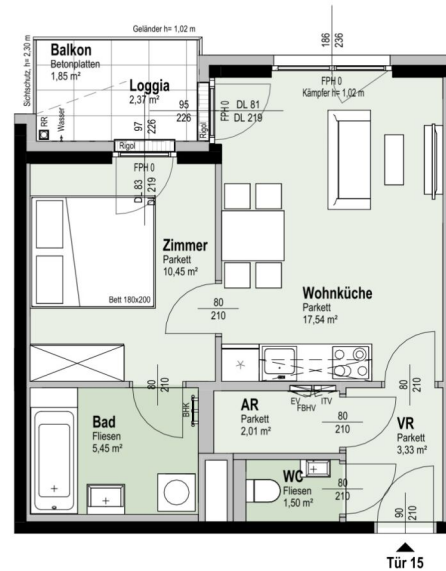 Geländer h= 1,02 m
Sichtschutz, h= 2,30 m
Balkon
Betonplatten
1,85 m²
Loggia
2,37 m²
RR
Wasser
95
226
97
226
Rigol
Rigol
186
236
FPH 0
Kämpfer h= 1,02 m
FPH 0
DL 81
DL 219
FPH 0
DL 83
DL 219
Zimmer
Parkett
10,45 m²
Bett 180x200
80
210
Wohnküche
Parkett
17,54 m²
80
210
80
210
Bad
Fliesen
5,45 m²
BHK
AR
Parkett
2,01 m²
EV
FBHV
ITV
80
210
VR
Parkett
3,33 m²
WC
Fliesen
1,50 m²
80
210
90
210
Tür 15